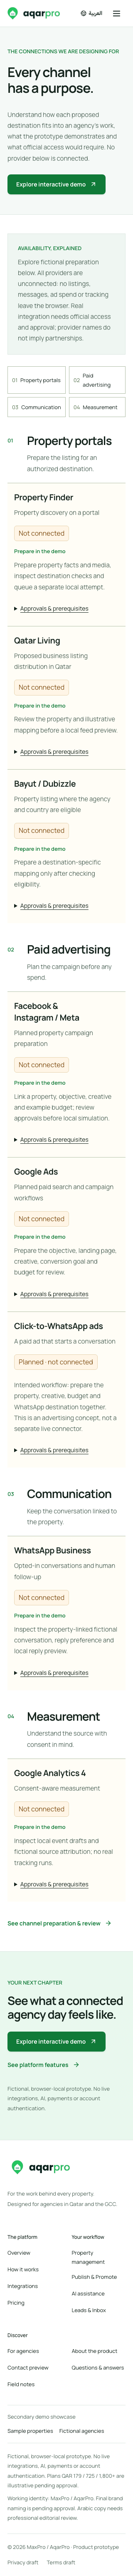 aqarpro
العربية
THE CONNECTIONS WE ARE DESIGNING FOR
Every channel
has a purpose.
Understand how each proposed
destination fits into an agency's work,
what the prototype demonstrates and
what official access would require. No
provider below is connected.
Explore interactive demo
AVAILABILITY, EXPLAINED
Explore fictional preparation
below. All providers are
unconnected: no listings,
messages, ad spend or tracking
leave the browser. Real
integration needs official access
and approval; provider names do
not imply partnerships.
01 Property portals
02 Paid
advertising
03 Communication
04 Measurement
01 Property portals
Prepare the listing for an
authorized destination.
Property Finder
Property discovery on a portal
Not connected
Prepare in the demo
Prepare property facts and media,
inspect destination checks and
queue a separate local attempt.
Approvals & prerequisites
Qatar Living
Proposed business listing
distribution in Qatar
Not connected
Prepare in the demo
Review the property and illustrative
mapping before a local feed preview.
Approvals & prerequisites
Bayut / Dubizzle
Property listing where the agency
and country are eligible
Not connected
Prepare in the demo
Prepare a destination-specific
mapping only after checking
eligibility.
Approvals & prerequisites
02 Paid advertising
Plan the campaign before any
spend.
Facebook &
Instagram / Meta
Planned property campaign
preparation
Not connected
Prepare in the demo
Link a property, objective, creative
and example budget; review
approvals before local simulation.
Approvals & prerequisites
Google Ads
Planned paid search and campaign
workflows
Not connected
Prepare in the demo
Prepare the objective, landing page,
creative, conversion goal and
budget for review.
Approvals & prerequisites
Click-to-WhatsApp ads
A paid ad that starts a conversation
Planned · not connected
Intended workflow: prepare the
property, creative, budget and
WhatsApp destination together.
This is an advertising concept, not a
separate live connector.
Approvals & prerequisites
03 Communication
Keep the conversation linked to
the property.
WhatsApp Business
Opted-in conversations and human
follow-up
Not connected
Prepare in the demo
Inspect the property-linked fictional
conversation, reply preference and
local reply preview.
Approvals & prerequisites
04 Measurement
Understand the source with
consent in mind.
Google Analytics 4
Consent-aware measurement
Not connected
Prepare in the demo
Inspect local event drafts and
fictional source attribution; no real
tracking runs.
Approvals & prerequisites
See channel preparation & review
YOUR NEXT CHAPTER
See what a connected
agency day feels like.
Explore interactive demo
See platform features
Fictional, browser-local prototype. No live
integrations, AI, payments or account
authentication.
aqarpro
For the work behind every property.
Designed for agencies in Qatar and the GCC.
The platform
Overview
How it works
Integrations
Pricing
Your workflow
Property
management
Publish & Promote
AI assistance
Leads & Inbox
Discover
For agencies
Contact preview
Field notes
About the product
Questions & answers
Secondary demo showcase
Sample properties
Fictional agencies
Fictional, browser-local prototype. No live
integrations, AI, payments or account
authentication. Plans QAR 179 / 725 / 1,800+ are
illustrative pending approval.
Working identity: MaxPro / AqarPro. Final brand
naming is pending approval. Arabic copy needs
professional editorial review.
© 2026 MaxPro / AqarPro · Product prototype
Privacy draft
Terms draft